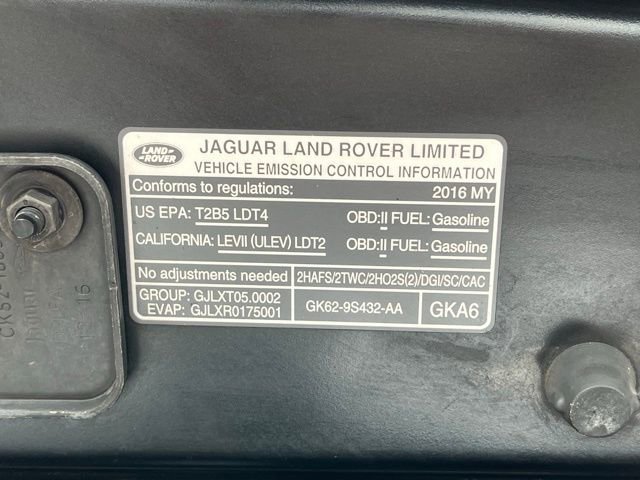 LAND-
-ROVER
JAGUAR LAND ROVER LIMITED
VEHICLE EMISSION CONTROL INFORMATION
Conforms to regulations: 2016 MY
US EPA: T2B5 LDT4 OBD:II FUEL: Gasoline
CALIFORNIA: LEVII (ULEV) LDT2 OBD:II FUEL: Gasoline
No adjustments needed 2HAFS/2TWC/2HO2S(2)/DGI/SC/CAC
GROUP: GJLXT05.0002
EVAP: GJLXR0175001
GK62-9S432-AA
GKA6